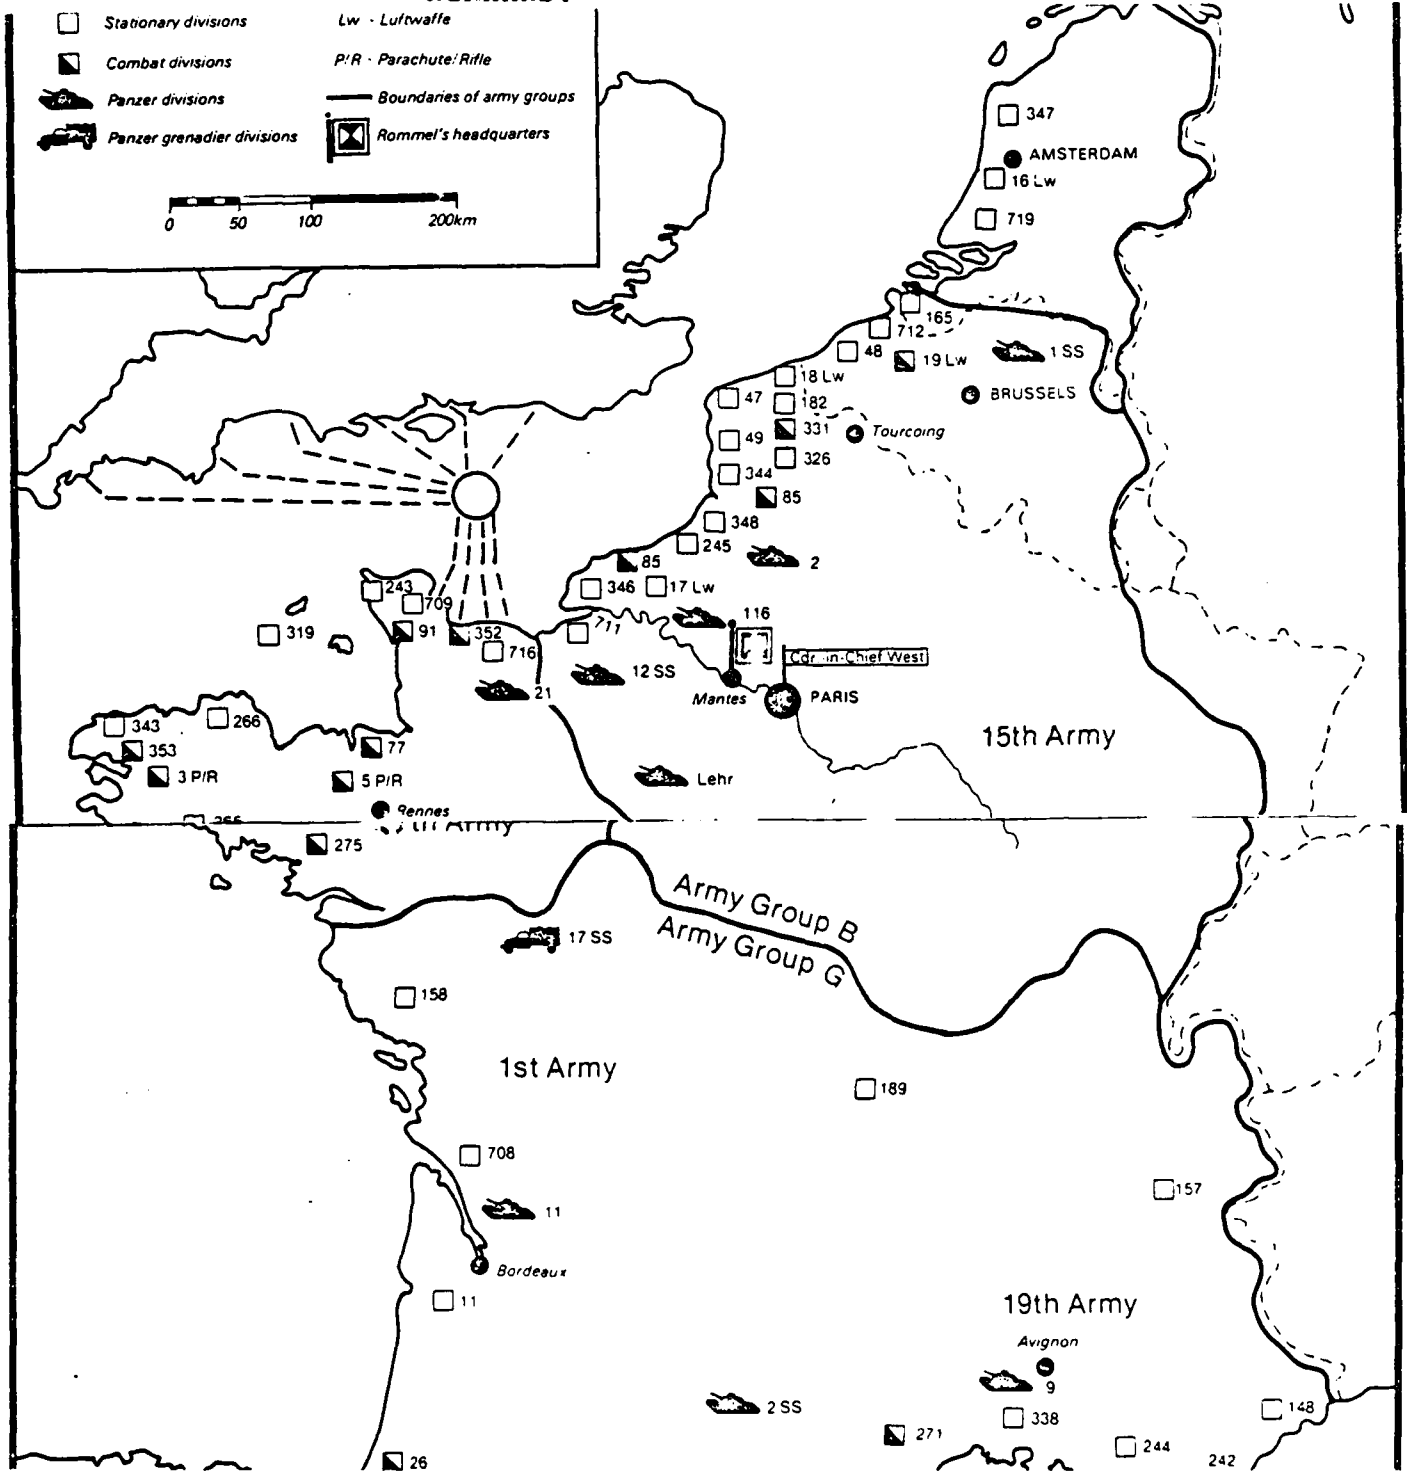 Stationary divisions
Lw - Luftwaffe
Combat divisions
P/R - Parachute/Rifle
Panzer divisions
Boundaries of army groups
Panzer grenadier divisions
Rommel's headquarters
0 50 100 200km
347
AMSTERDAM
16 Lw
719
165
712
48
19 Lw
1 SS
18 Lw
47
182
BRUSSELS
331
Tourcoing
49
326
344
85
348
245
2
85
346
17 Lw
243
709
116
319
91
352
711
716
in-Chief West
12 SS
21
Mantes
PARIS
343
266
353
77
15th Army
3 P/R
5 P/R
Lehr
Rennes
Army
275
Army Group B
Army Group G
17 SS
158
1st Army
189
708
157
11
Bordeaux
11
19th Army
Avignon
9
2 SS
338
148
271
244
26
242